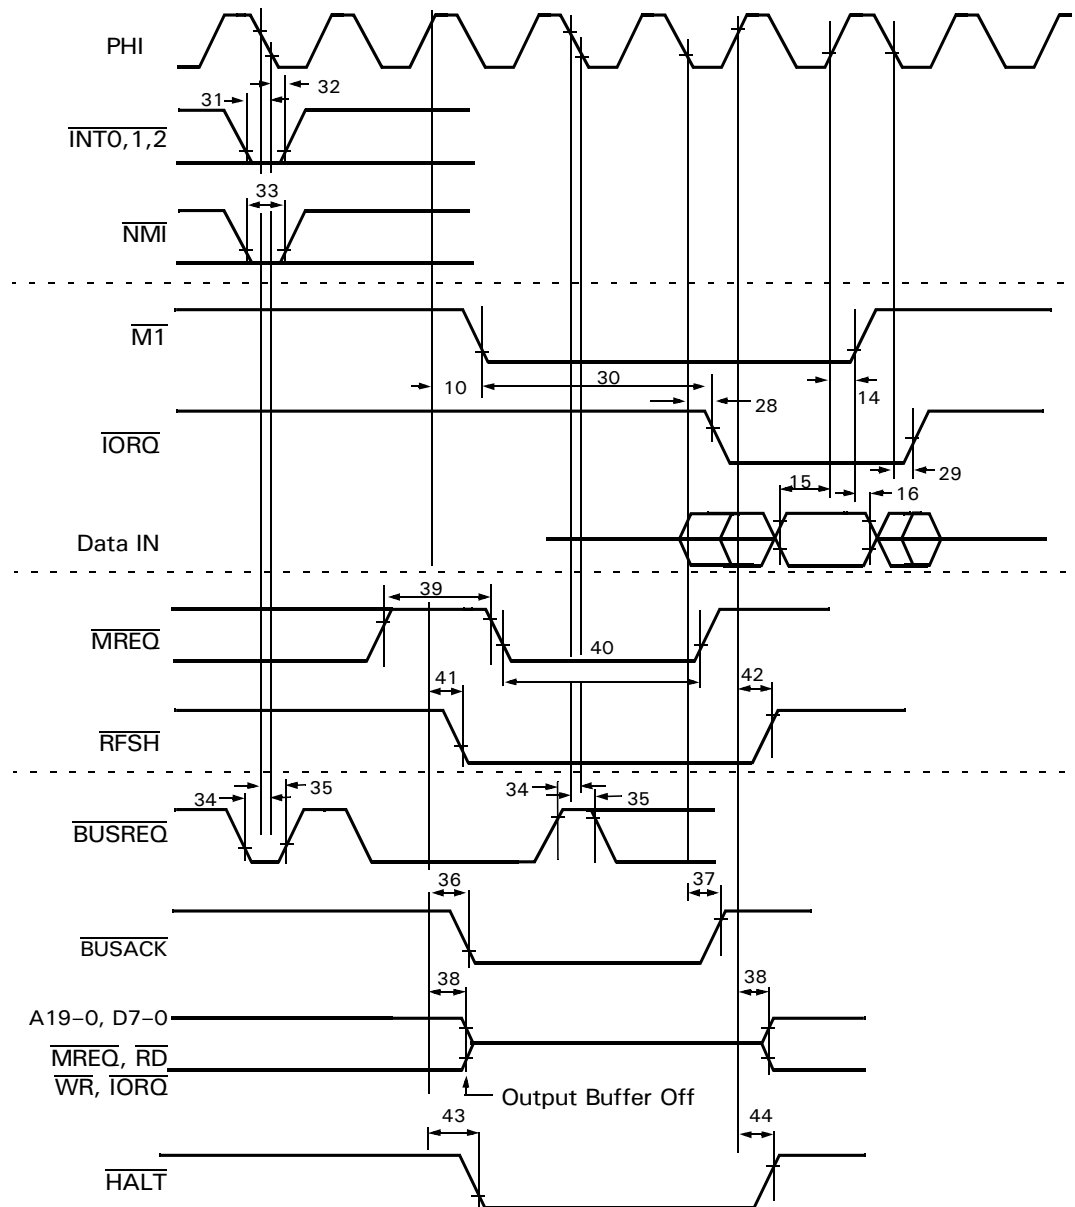 PHI
32
31
INT0,1,2
33
NMI
M1
10
30
28
14
IORQ
29
15
16
Data IN
39
MREQ
40
41
42
RFSH
34
35
34
35
BUSREQ
36
37
BUSACK
38
38
A19–0, D7–0
MREQ, RD
WR, IORQ
Output Buffer Off
43
44
HALT